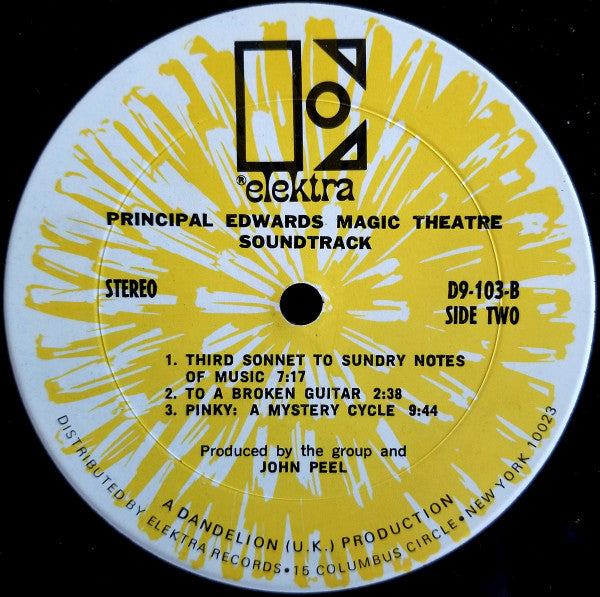 ® elektra
PRINCIPAL EDWARDS MAGIC THEATRE
SOUNDTRACK
STEREO
D9-103-B
SIDE TWO
1. THIRD SONNET TO SUNDRY NOTES
OF MUSIC 7:17
2. TO A BROKEN GUITAR 2:38
3. PINKY: A MYSTERY CYCLE 9:44
Produced by the group and
JOHN PEEL
A DANDELION (U.K.) PRODUCTION
DISTRIBUTED BY ELEKTRA RECORDS • 15 COLUMBUS CIRCLE • NEW YORK 10023